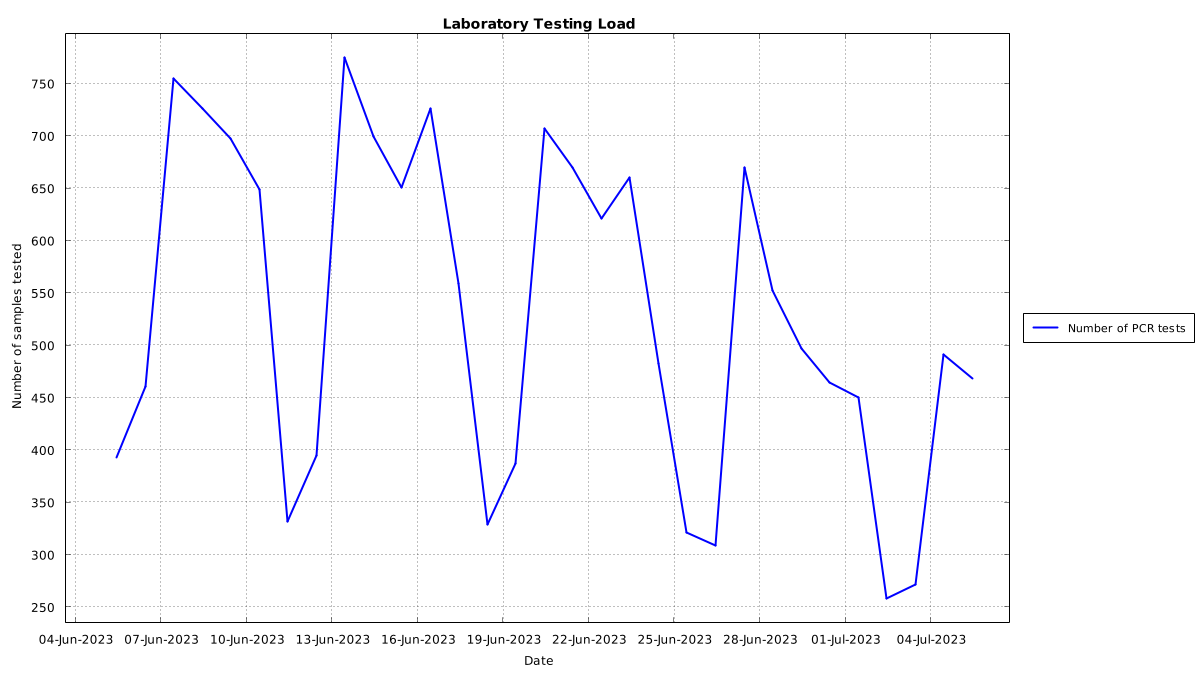 Laboratory Testing Load
Number of samples tested
750
700
650
600
550
500
450
400
350
300
250
04-Jun-2023 07-Jun-2023 10-Jun-2023 13-Jun-2023 16-Jun-2023 19-Jun-2023 22-Jun-2023 25-Jun-2023 28-Jun-2023 01-Jul-2023 04-Jul-2023
Date
Number of PCR tests